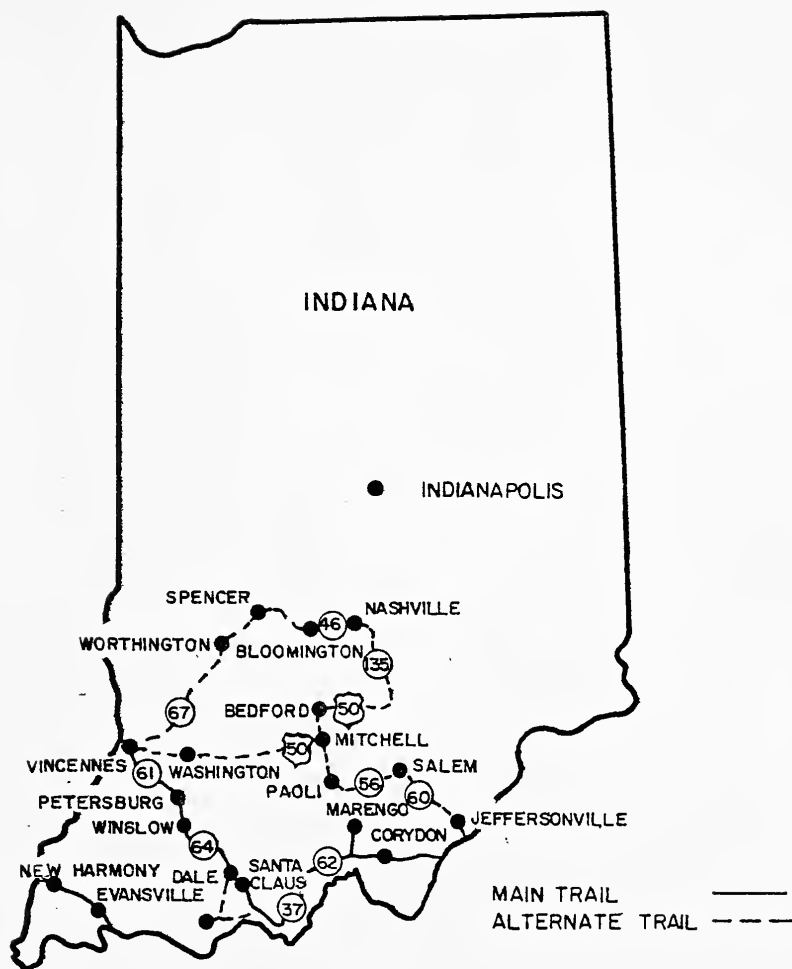 INDIANA
INDIANAPOLIS
SPENCER
NASHVILLE
46
WORTHINGTON
BLOOMINGTON
135
67
BEDFORD
50
MITCHELL
50
VINCENNES
WASHINGTON
61
SALEM
PAOLI
56
60
PETERSBURG
MARENGO
JEFFERSONVILLE
WINSLOW
CORYDON
64
62
NEW HARMONY
DALE
SANTA
CLAUS
EVANSVILLE
37
MAIN TRAIL
ALTERNATE TRAIL